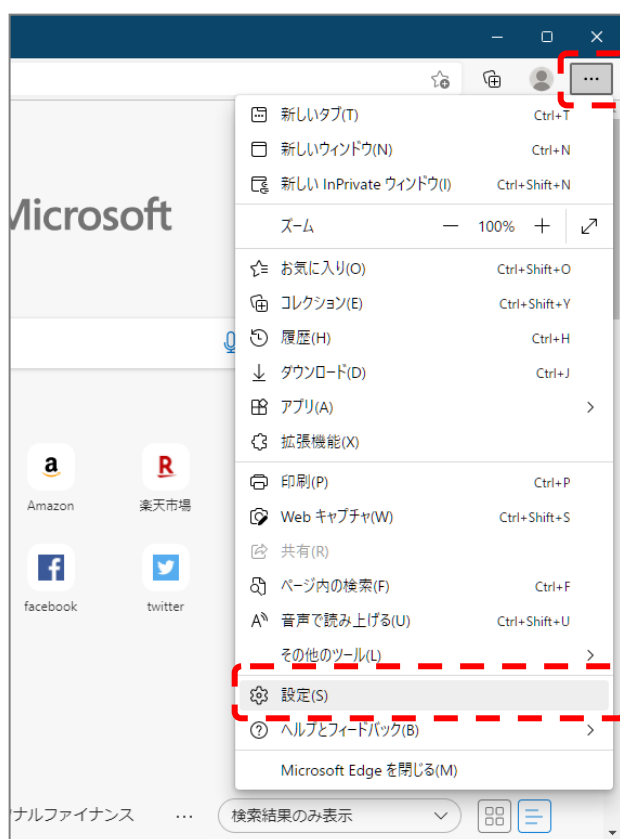 新しいタブ(T) Ctrl+T
新しいウィンドウ(N) Ctrl+N
新しい InPrivate ウィンドウ(I) Ctrl+Shift+N
Microsoft
ズーム — 100% +
お気に入り(O) Ctrl+Shift+O
コレクション(E) Ctrl+Shift+Y
履歴(H) Ctrl+H
ダウンロード(D) Ctrl+J
アプリ(A)
拡張機能(X)
印刷(P) Ctrl+P
Amazon
楽天市場
Web キャプチャ(W) Ctrl+Shift+S
共有(R)
ページ内の検索(F) Ctrl+F
facebook
twitter
音声で読み上げる(U) Ctrl+Shift+U
その他のツール(L)
設定(S)
ヘルプとフィードバック(B)
Microsoft Edge を閉じる(M)
ナルファイナンス ... 検索結果のみ表示